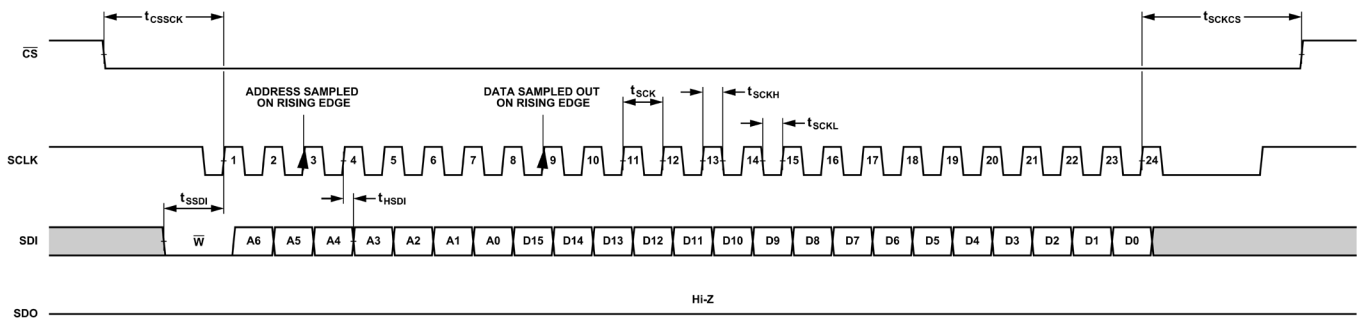 tCSSCK
tSCKCS
CS
ADDRESS SAMPLED
ON RISING EDGE
DATA SAMPLED OUT
ON RISING EDGE
tSCK
tSCKH
tSCKL
SCLK
1 2 3 4 5 6 7 8 9 10 11 12 13 14 15 16 17 18 19 20 21 22 23 24
tSSDI
tHSDI
SDI
W A6 A5 A4 A3 A2 A1 A0 D15 D14 D13 D12 D11 D10 D9 D8 D7 D6 D5 D4 D3 D2 D1 D0
Hi-Z
SDO